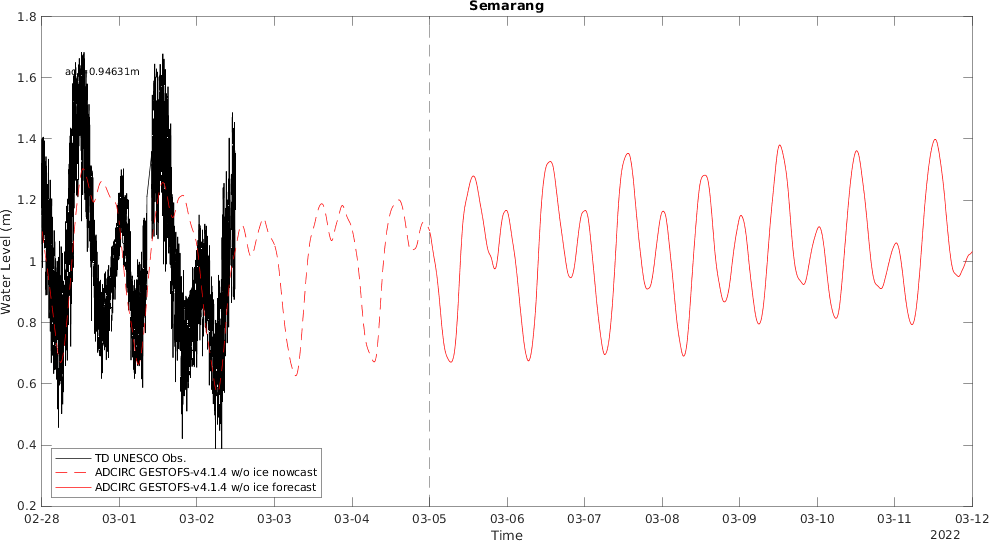 Semarang
1.8
1.6
1.4
1.2
1
0.8
0.6
0.4
0.2
Water Level (m)
0.94631m
TD UNESCO Obs.
ADCIRC GESTOFS-v4.1.4 w/o ice nowcast
ADCIRC GESTOFS-v4.1.4 w/o ice forecast
02-28 03-01 03-02 03-03 03-04 03-05 03-06 03-07 03-08 03-09 03-10 03-11 03-12
Time
2022